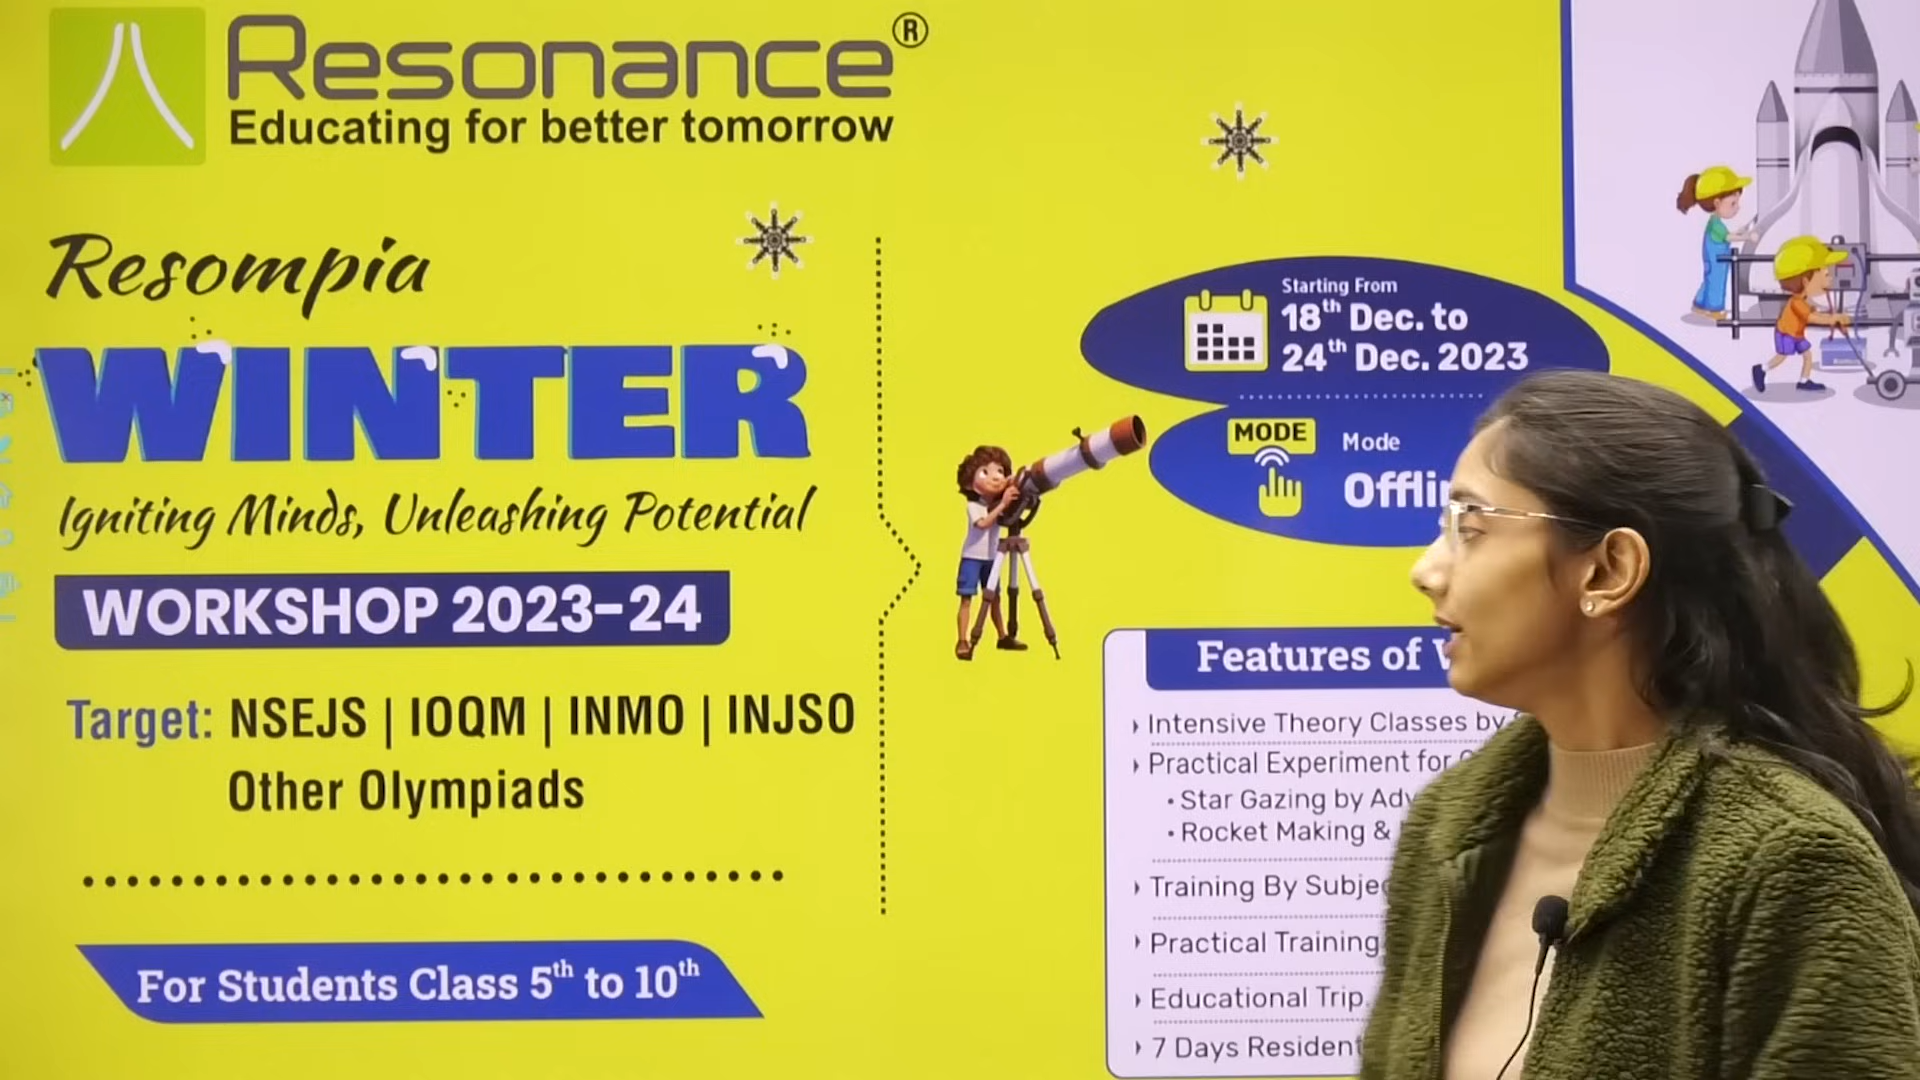 Resonance®
Educating for better tomorrow
Resompia
WINTER
Igniting Minds, Unleashing Potential
WORKSHOP 2023-24
Target: NSEJS | IOQM | INMO | INJSO
Other Olympiads
For Students Class 5th to 10th
Starting From
18th Dec. to
24th Dec. 2023
MODE
Mode
Features of
Intensive Theory Classes by
Practical Experiment for
• Star Gazing by
• Rocket Making &
Training By
Practical Training
Educational Trip.
7 Days